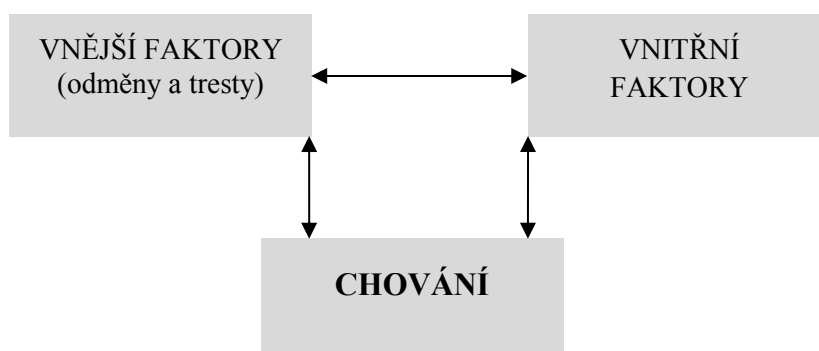 VNĚJŠÍ FAKTORY
(odměny a tresty)
VNITŘNÍ
FAKTORY
CHOVÁNÍ